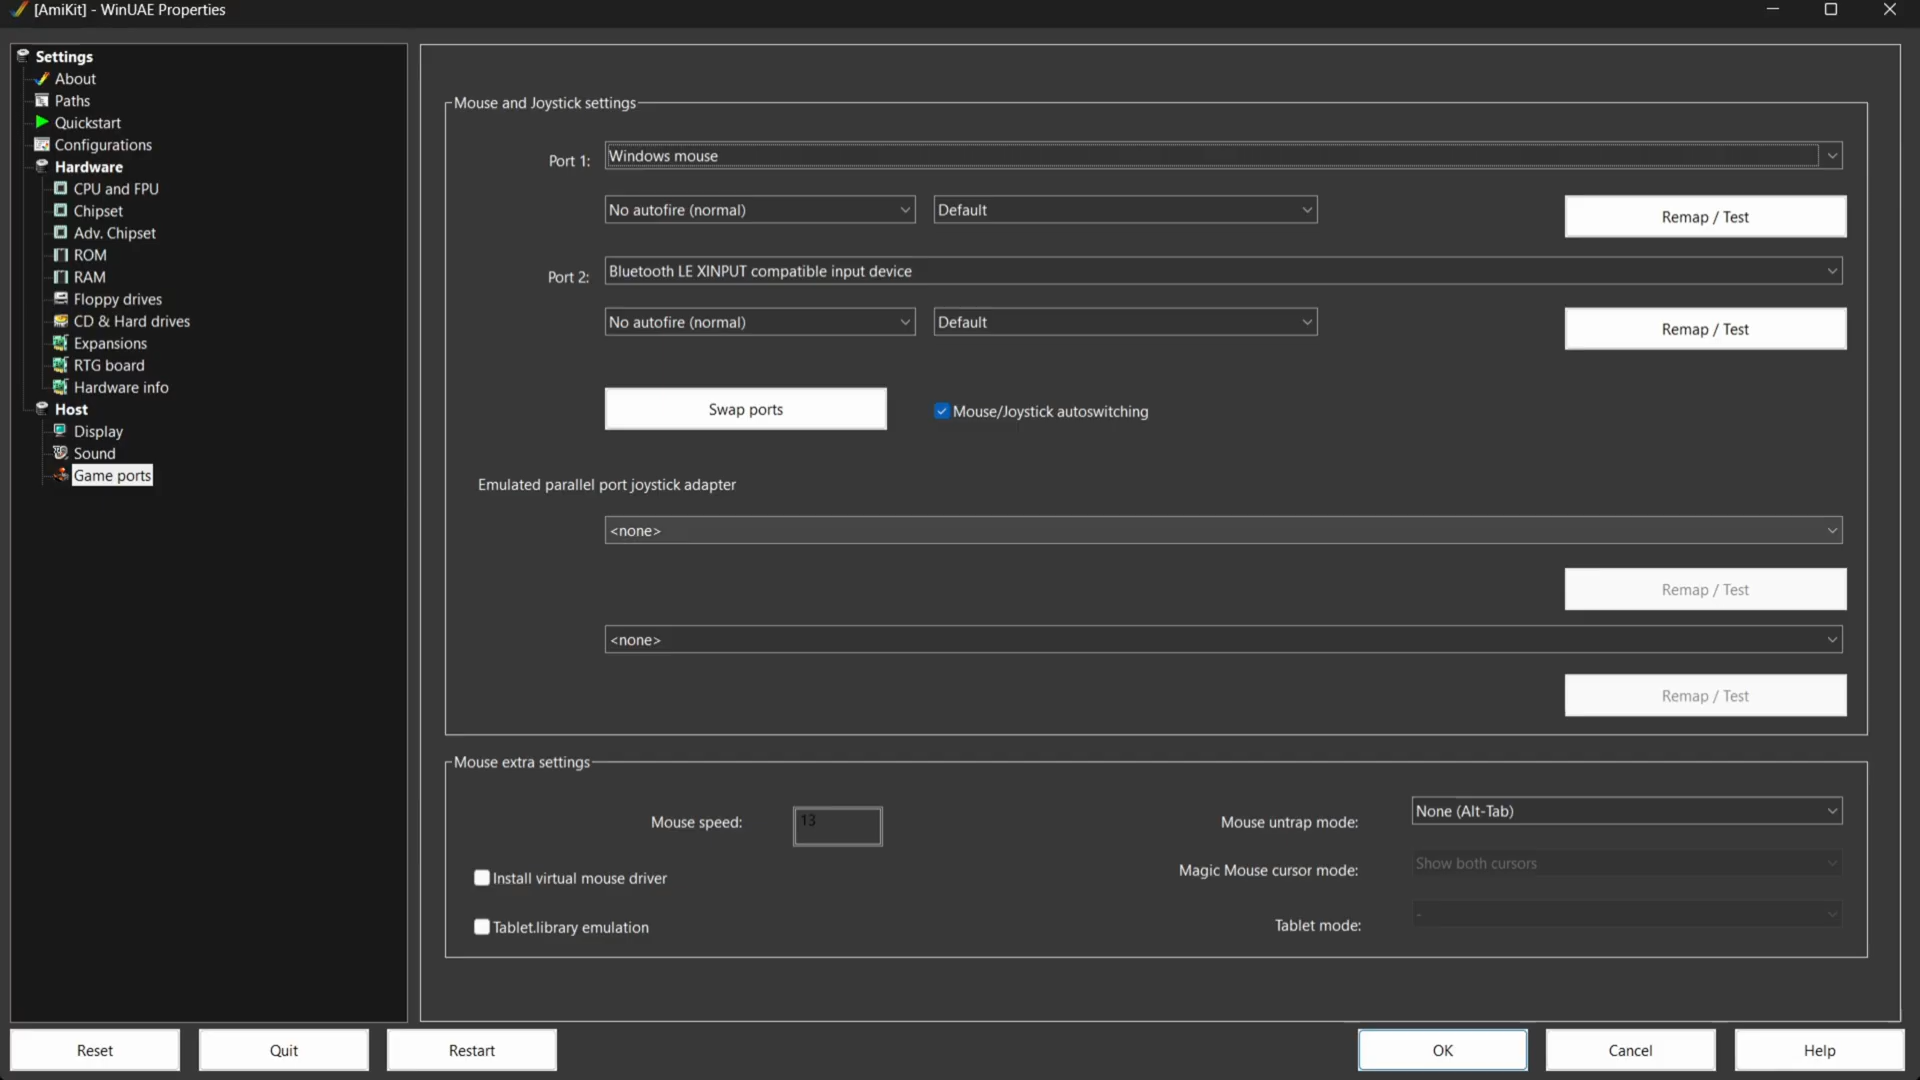 [AmiKit] - WinUAE Properties
Settings
About
Paths
Quickstart
Configurations
Hardware
CPU and FPU
Chipset
Adv. Chipset
ROM
RAM
Floppy drives
CD & Hard drives
Expansions
RTG board
Hardware info
Host
Display
Sound
Game ports
Mouse and Joystick settings
Port 1: Windows mouse
No autofire (normal) Default Remap / Test
Port 2: Bluetooth LE XINPUT compatible input device
No autofire (normal) Default Remap / Test
Swap ports Mouse/Joystick autoswitching
Emulated parallel port joystick adapter
<none>
Remap / Test
<none>
Remap / Test
Mouse extra settings
Mouse speed: 13 Mouse untrap mode: None (Alt-Tab)
Install virtual mouse driver Magic Mouse cursor mode: Show both cursors
Tablet.library emulation Tablet mode: -
Reset Quit Restart OK Cancel Help